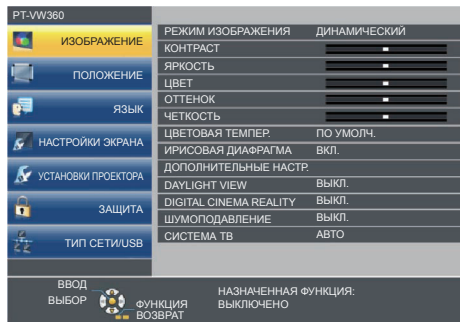 PT-VW360
ИЗОБРАЖЕНИЕ
ПОЛОЖЕНИЕ
ЯЗЫК
НАСТРОЙКИ ЭКРАНА
УСТАНОВКИ ПРОЕКТОРА
ЗАЩИТА
ТИП СЕТИ/USB
РЕЖИМ ИЗОБРАЖЕНИЯ ДИНАМИЧЕСКИЙ
КОНТРАСТ
ЯРКОСТЬ
ЦВЕТ
ОТТЕНОК
ЧЕТКОСТЬ
ЦВЕТОВАЯ ТЕМПЕР. ПО УМОЛЧ.
ИРИСОВАЯ ДИАФРАГМА ВКЛ.
ДОПОЛНИТЕЛЬНЫЕ НАСТР.
DAYLIGHT VIEW ВЫКЛ.
DIGITAL CINEMA REALITY ВЫКЛ.
ШУМОПОДАВЛЕНИЕ ВЫКЛ.
СИСТЕМА ТВ АВТО
ВВОД
ВЫБОР
ФУНКЦИЯ
ВОЗВРАТ
НАЗНАЧЕННАЯ ФУНКЦИЯ:
ВЫКЛЮЧЕНО